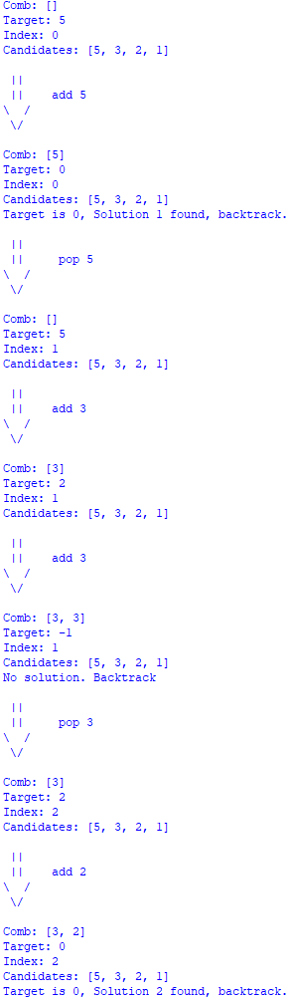 Comb: []
Target: 5
Index: 0
Candidates: [5, 3, 2, 1]
 ||
 ||    add 5
\  /
 \/
Comb: [5]
Target: 0
Index: 0
Candidates: [5, 3, 2, 1]
Target is 0, Solution 1 found, backtrack.
 ||
 ||     pop 5
\  /
 \/
Comb: []
Target: 5
Index: 1
Candidates: [5, 3, 2, 1]
 ||
 ||    add 3
\  /
 \/
Comb: [3]
Target: 2
Index: 1
Candidates: [5, 3, 2, 1]
 ||
 ||    add 3
\  /
 \/
Comb: [3, 3]
Target: -1
Index: 1
Candidates: [5, 3, 2, 1]
No solution. Backtrack
 ||
 ||     pop 3
\  /
 \/
Comb: [3]
Target: 2
Index: 2
Candidates: [5, 3, 2, 1]
 ||
 ||    add 2
\  /
 \/
Comb: [3, 2]
Target: 0
Index: 2
Candidates: [5, 3, 2, 1]
Target is 0, Solution 2 found, backtrack.